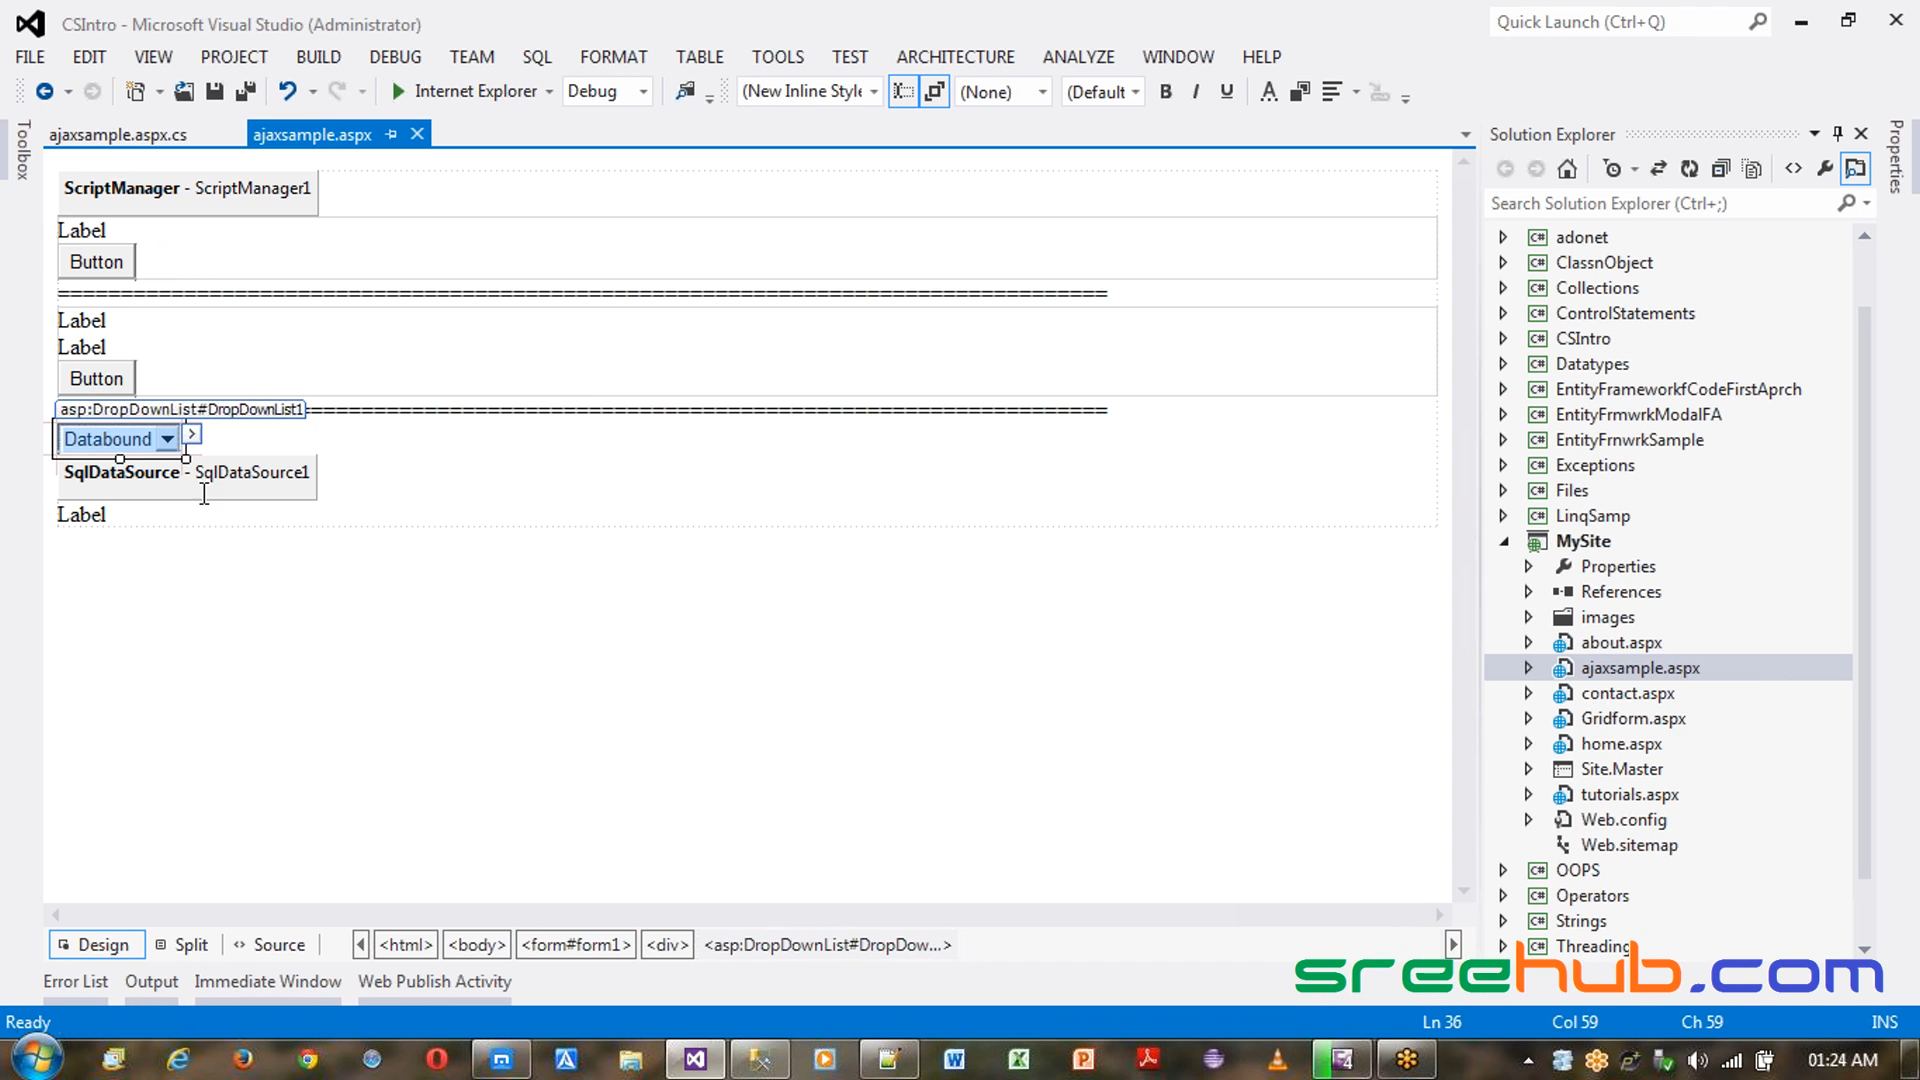 CSIntro - Microsoft Visual Studio (Administrator)
Quick Launch (Ctrl+Q)
FILE EDIT VIEW PROJECT BUILD DEBUG TEAM SQL FORMAT TABLE TOOLS TEST ARCHITECTURE ANALYZE WINDOW HELP
Internet Explorer Debug (New Inline Style (None) (Default B I U A
Toolbox
ajaxsample.aspx.cs ajaxsample.aspx
ScriptManager - ScriptManager1
Label
Button
Label
Label
Button
asp:DropDownList#DropDownList1
Databound
SqlDataSource - SqlDataSource1
Label
Design Split Source <html> <body> <form#form1> <div> <asp:DropDownList#DropDow...>
Error List Output Immediate Window Web Publish Activity
Solution Explorer
Properties
Search Solution Explorer (Ctrl+;)
adonet
ClassnObject
Collections
ControlStatements
CSIntro
Datatypes
EntityFrameworkfCodeFirstAprch
EntityFrmwrkModalFA
EntityFrnwrkSample
Exceptions
Files
LinqSamp
MySite
Properties
References
images
about.aspx
ajaxsample.aspx
contact.aspx
Gridform.aspx
home.aspx
Site.Master
tutorials.aspx
Web.config
Web.sitemap
OOPS
Operators
Strings
Threading
sreehub.com
Ready Ln 36 Col 59 Ch 59 INS
01:24 AM